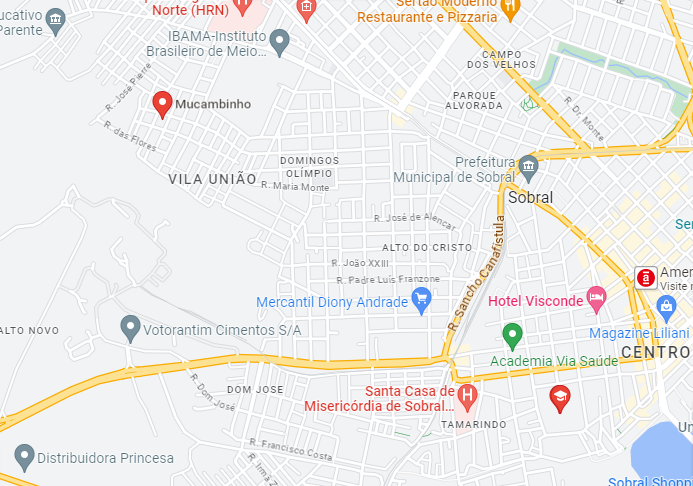 Norte (HRN)
Sertão Moderno
Restaurante e Pizzaria
ucativo
Parente
IBAMA-Instituto
Brasileiro de Meio...
CAMPO
DOS VELHOS
R. José Pierre
PARQUE
ALVORADA
Mucambinho
R. Dr. Monte
R. das Flores
DOMINGOS
OLÍMPIO
Prefeitura
Municipal de Sobral
VILA UNIÃO
R. Maria Monte
Sobral
R. José de Alencar
Ser
ALTO DO CRISTO
R. Sancho Canafístula
R. João XXIII
R. Padre Luís Franzone
Amer
Visite r
Mercantil Diony Andrade
Hotel Visconde
ALTO NOVO
Votorantim Cimentos S/A
Magazine Liliani
CENTRO
Academia Via Saúde
R. Dom José
DOM JOSE
Santa Casa de
Misericórdia de Sobral...
TAMARINDO
Un
R. Francisco Costa
Distribuidora Princesa
R. Irmã Z
Sobral Shopp